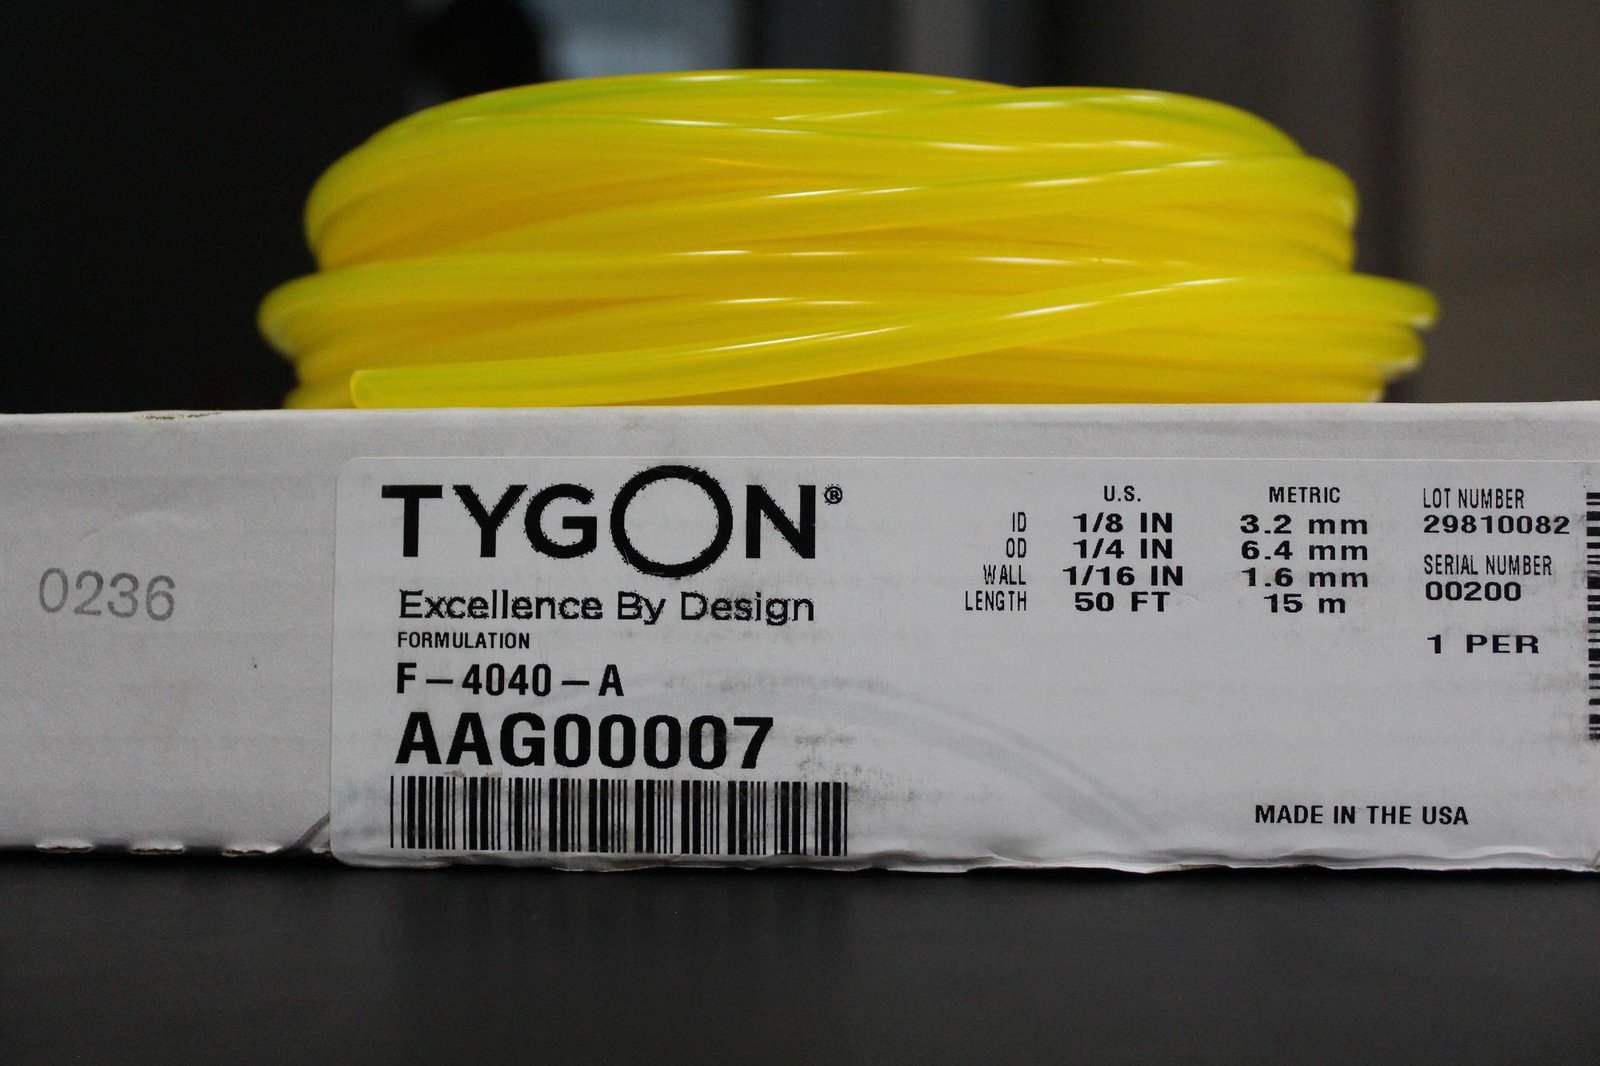 0236
TYGON®
Excellence By Design
FORMULATION
F-4040-A
AAG00007
U.S. METRIC
ID 1/8 IN 3.2 mm
OD 1/4 IN 6.4 mm
WALL 1/16 IN 1.6 mm
LENGTH 50 FT 15 m
LOT NUMBER
29810082
SERIAL NUMBER
00200
1 PER
MADE IN THE USA